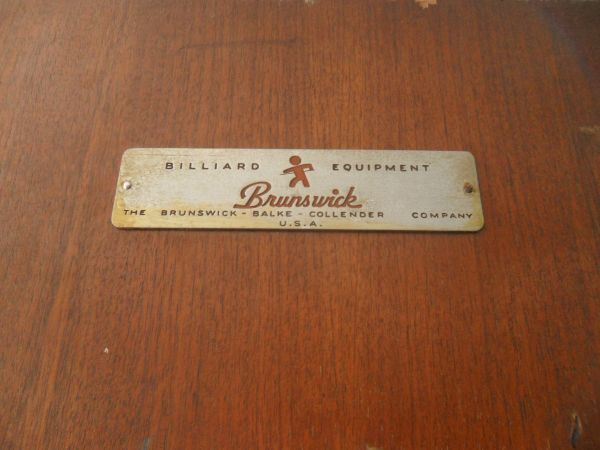 BILLIARD EQUIPMENT
Brunswick
THE BRUNSWICK - BALKE - COLLENDER COMPANY
U.S.A.